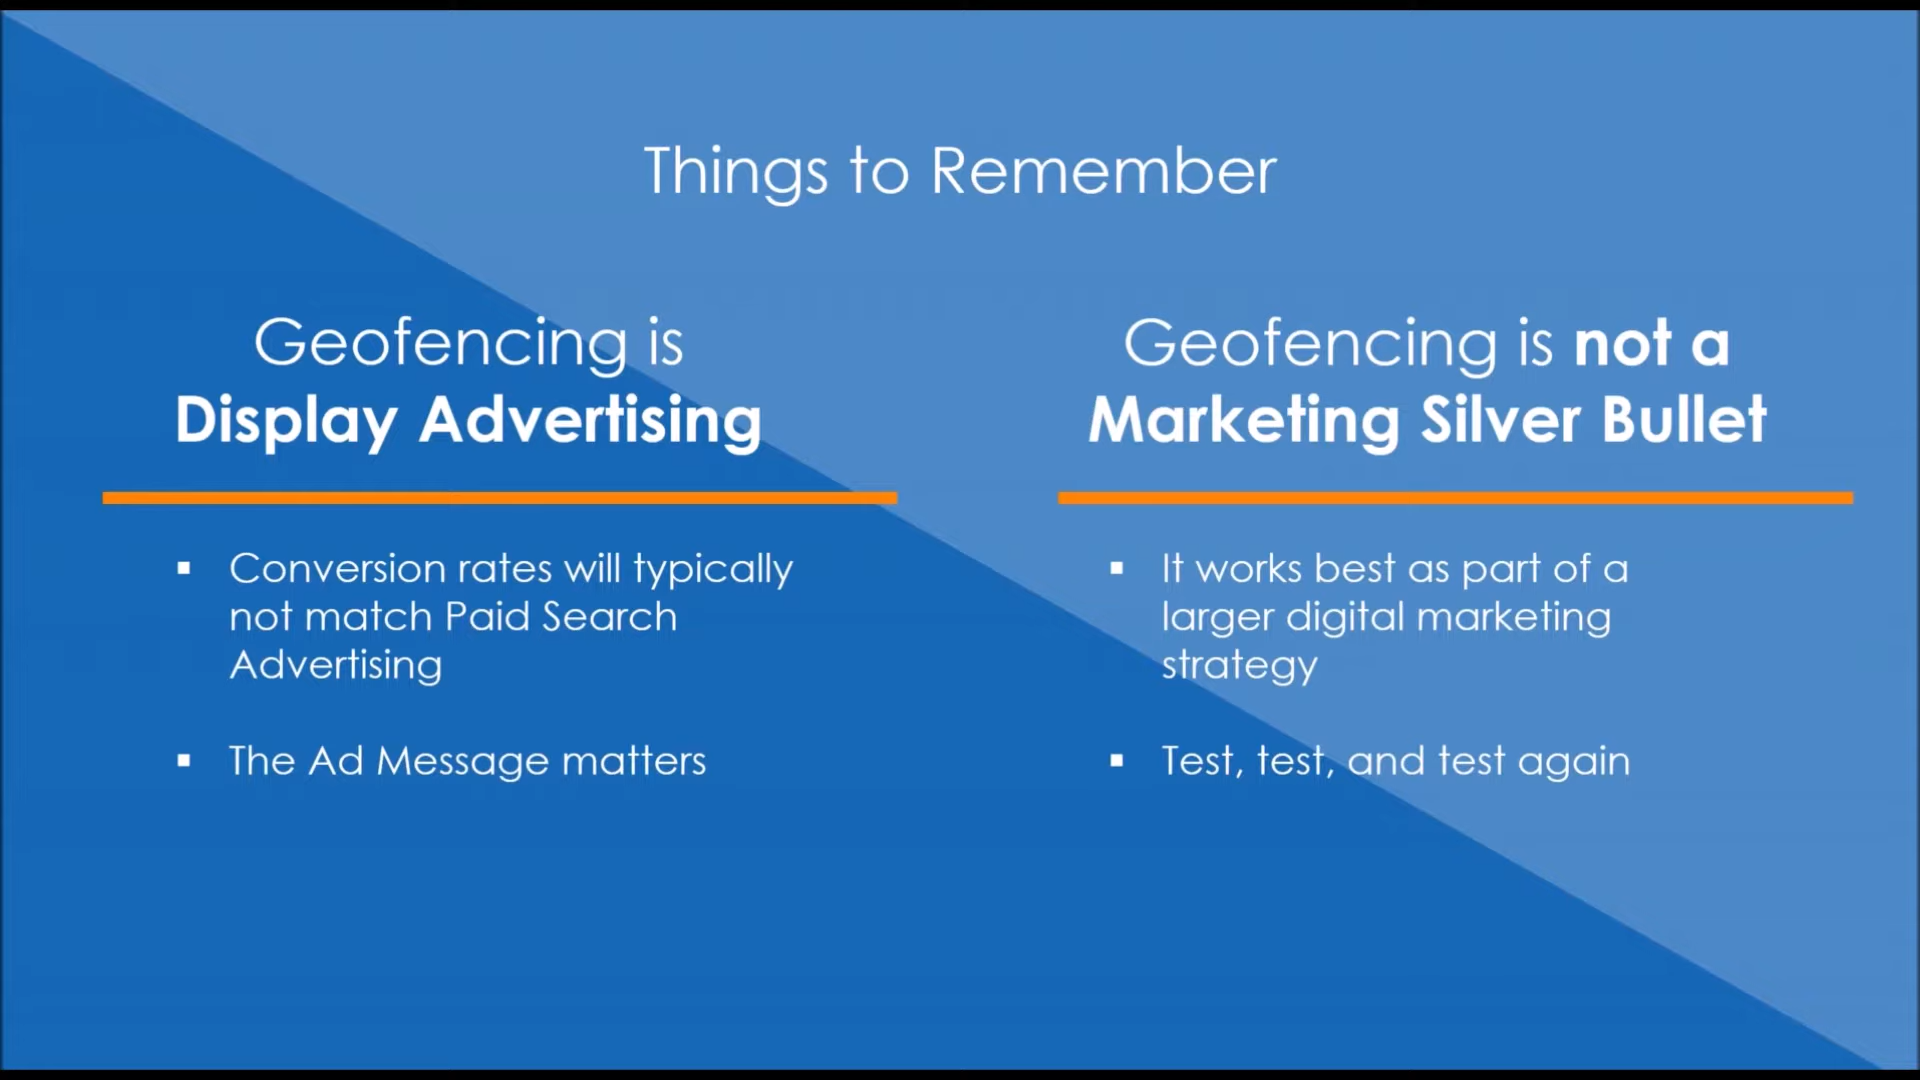 Things to Remember
Geofencing is
Display Advertising
▪ Conversion rates will typically
not match Paid Search
Advertising
▪ The Ad Message matters
Geofencing is not a
Marketing Silver Bullet
▪ It works best as part of a
larger digital marketing
strategy
▪ Test, test, and test again